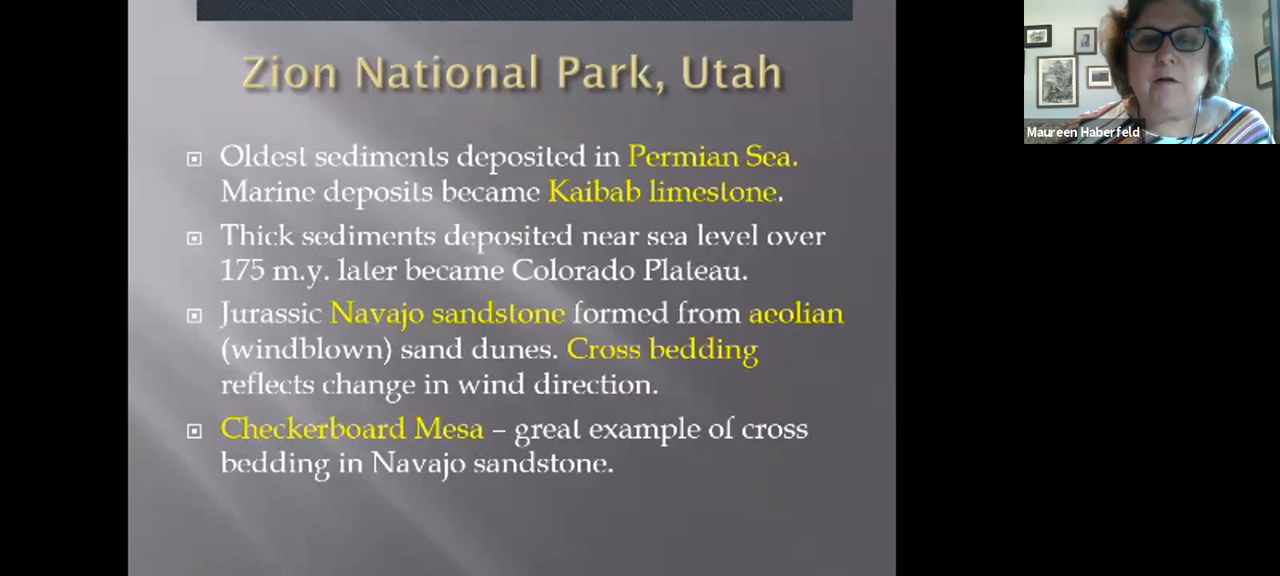 Zion National Park, Utah
Oldest sediments deposited in Permian Sea.
Marine deposits became Kaibab limestone.
Thick sediments deposited near sea level over
175 m.y. later became Colorado Plateau.
Jurassic Navajo sandstone formed from aeolian
(windblown) sand dunes. Cross bedding
reflects change in wind direction.
Checkerboard Mesa – great example of cross
bedding in Navajo sandstone.
Maureen Haberfeld